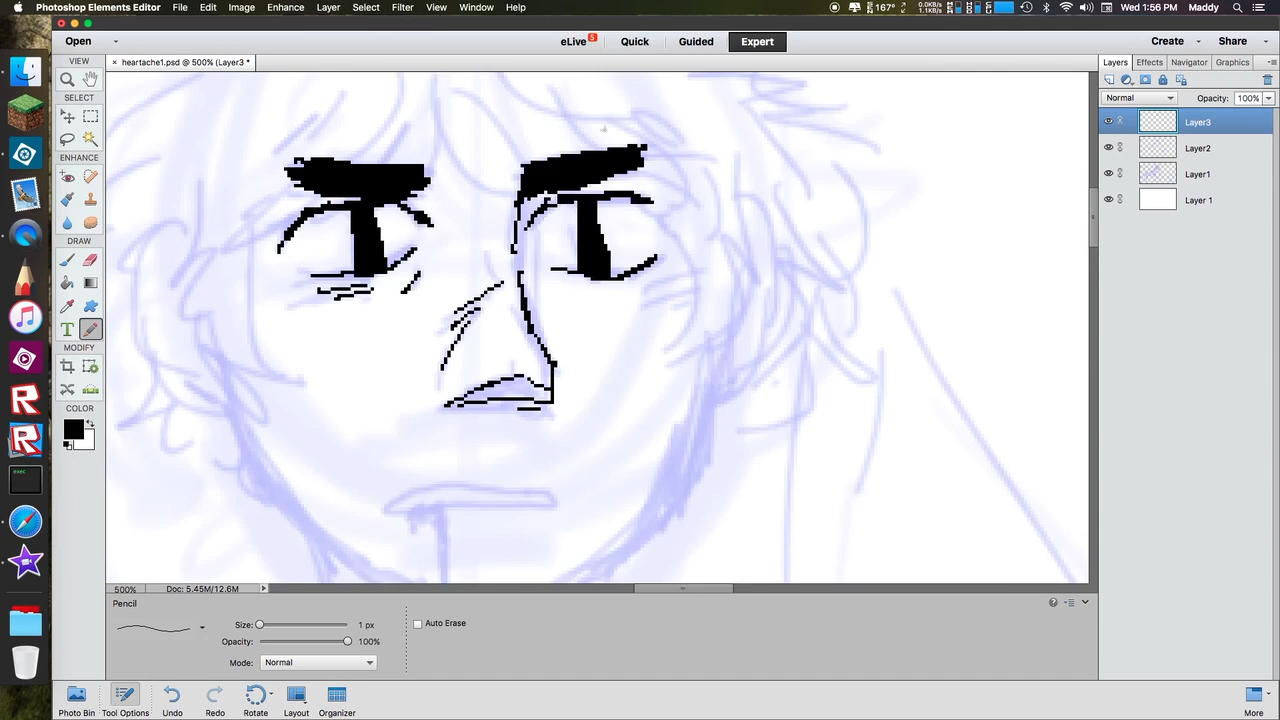 Photoshop Elements Editor File Edit Image Enhance Layer Select Filter View Window Help 167° Wed 1:56 PM Maddy
Open eLive 5 Quick Guided Expert Create Share
VIEW × heartache1.psd @ 500% (Layer3 * Layers Effects Navigator Graphics
SELECT
Normal Opacity: 100%
Layer3
Layer2
ENHANCE
Layer1
Layer 1
DRAW
T
MODIFY
COLOR
exec
500% Doc: 5.45M/12.6M
Pencil
Size: 1 px Auto Erase
Opacity: 100%
Mode: Normal
Photo Bin Tool Options Undo Redo Rotate Layout Organizer More